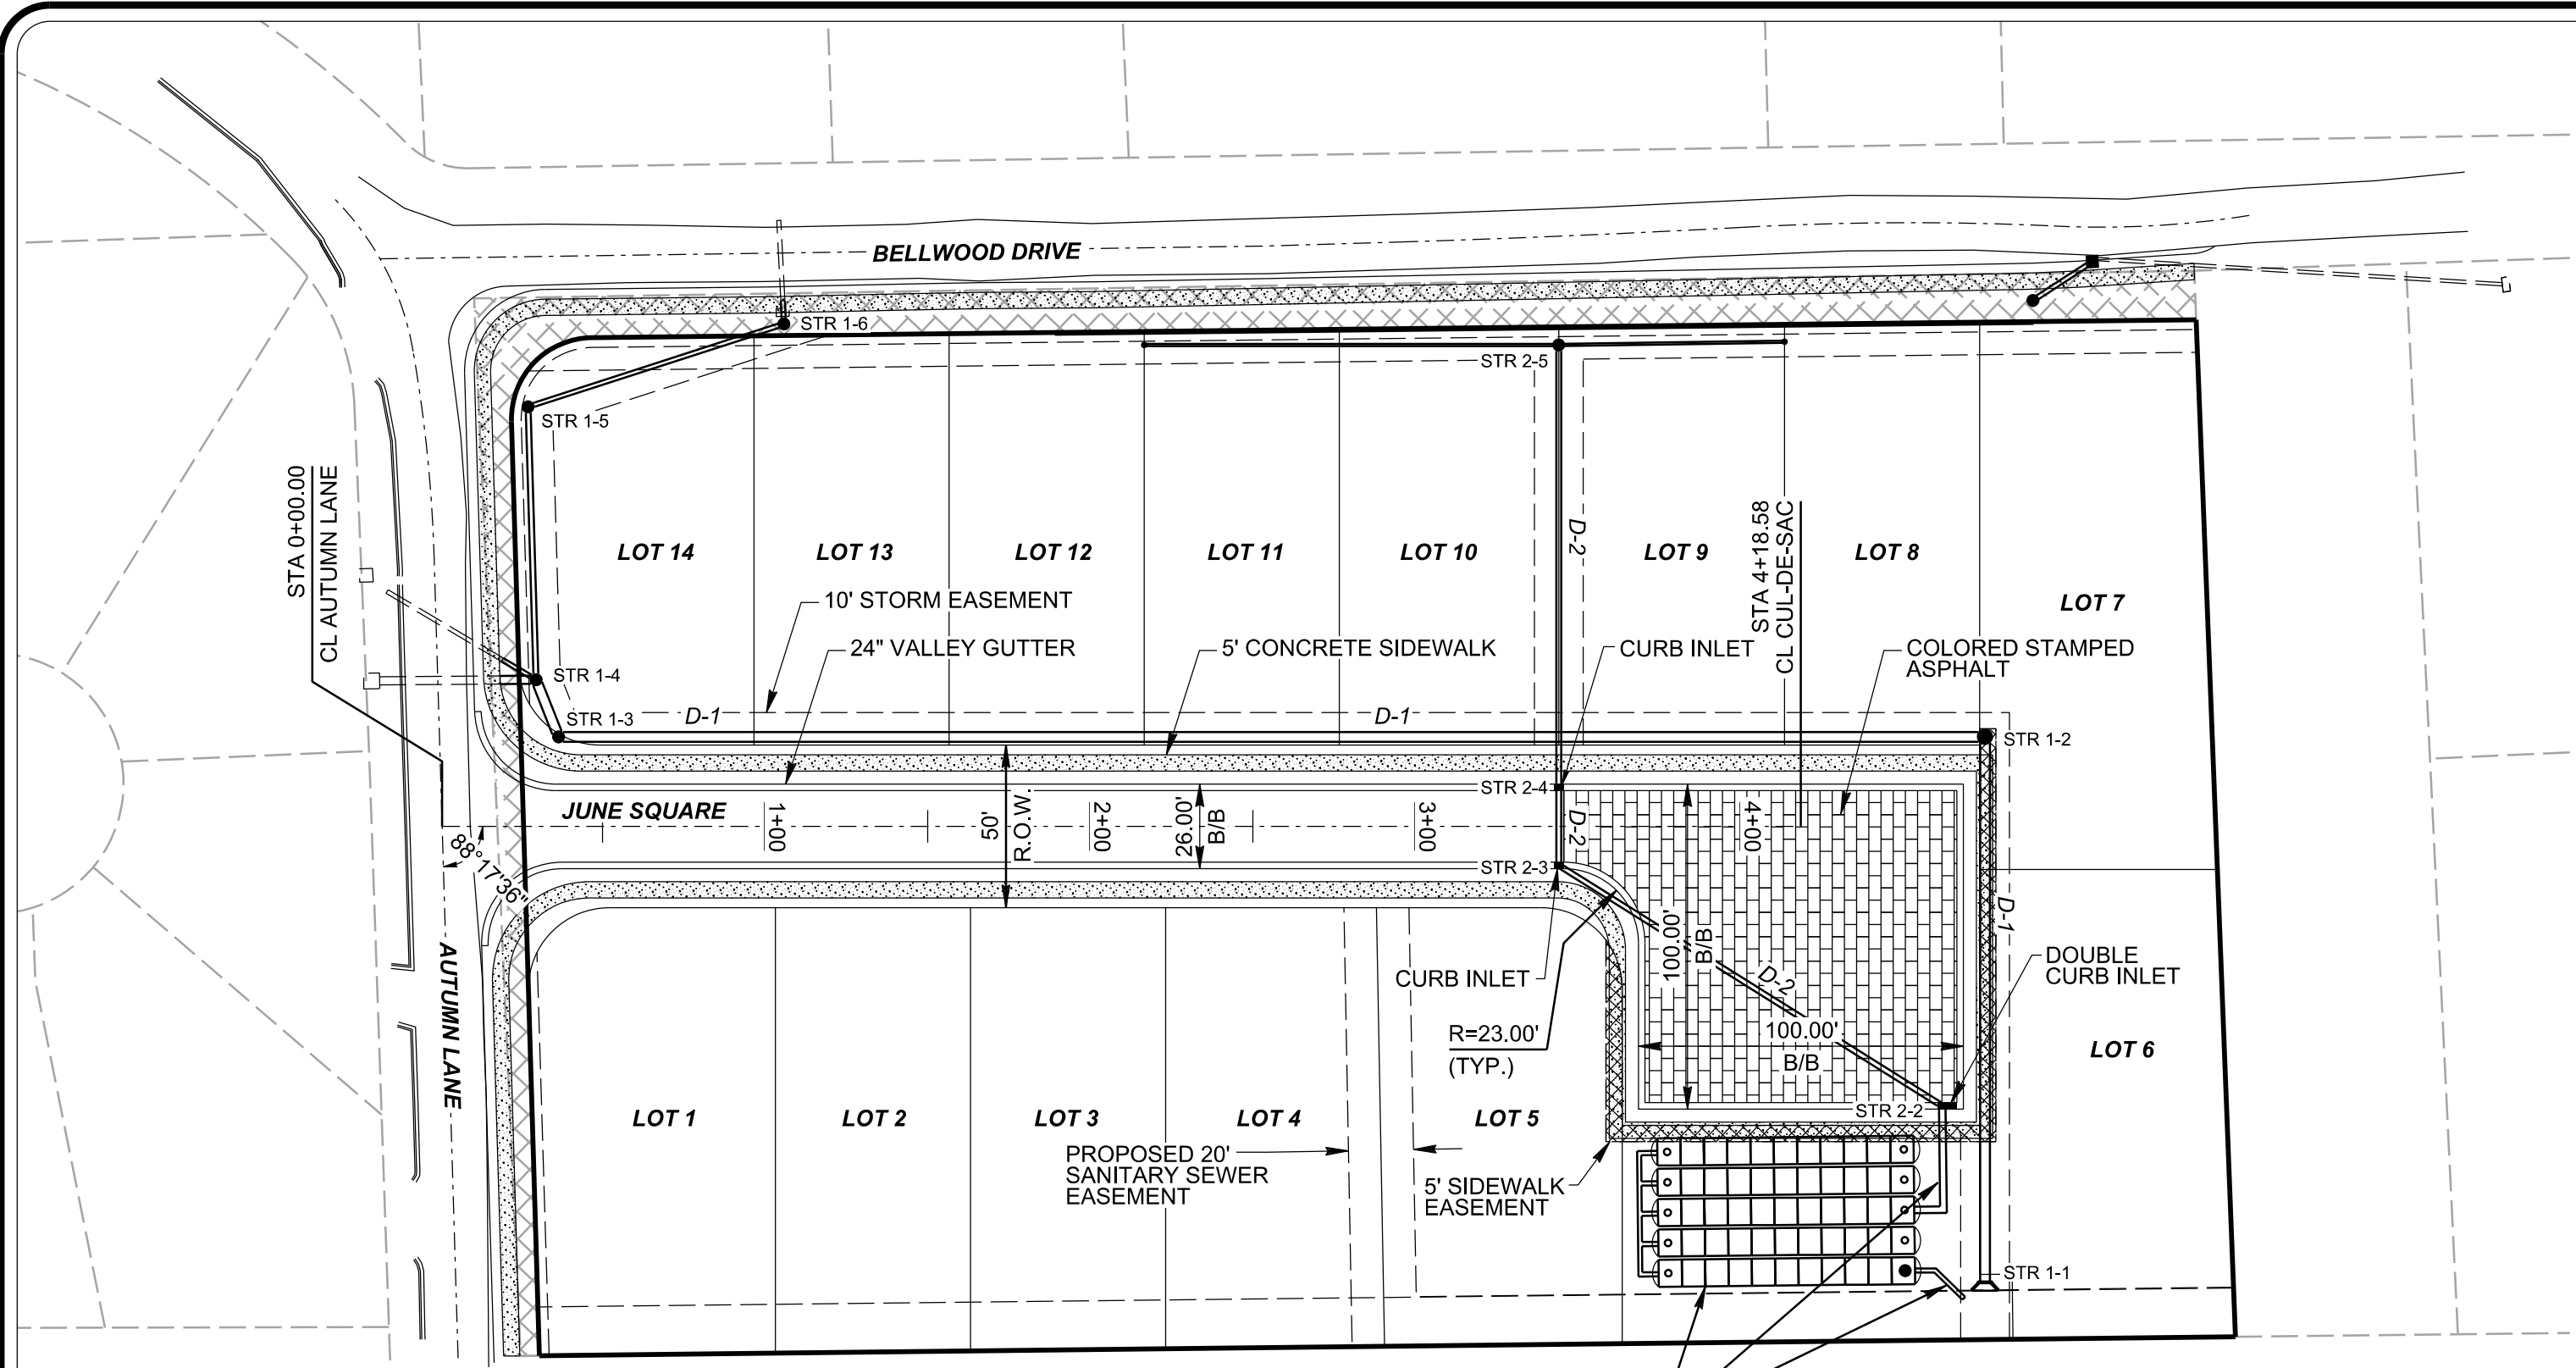 BELLWOOD DRIVE
STR 1-6
STR 2-5
STR 1-5
STA 0+00.00
CL AUTUMN LANE
LOT 14
LOT 13
LOT 12
LOT 11
LOT 10
D-2
LOT 9
STA 4+18.58
CL CUL-DE-SAC
LOT 8
LOT 7
10' STORM EASEMENT
24" VALLEY GUTTER
5' CONCRETE SIDEWALK
CURB INLET
COLORED STAMPED
ASPHALT
STR 1-4
STR 1-3
D-1
D-1
STR 1-2
JUNE SQUARE
1+00
50'
R.O.W.
2+00
26.00'
B/B
3+00
STR 2-4
D-2
4+00
STR 2-3
88°17'36"
AUTUMN LANE
100.00'
B/B
D-1
CURB INLET
D-2
DOUBLE
CURB INLET
R=23.00'
(TYP.)
100.00'
B/B
LOT 6
LOT 1
LOT 2
LOT 3
LOT 4
LOT 5
STR 2-2
PROPOSED 20'
SANITARY SEWER
EASEMENT
5' SIDEWALK
EASEMENT
STR 1-1